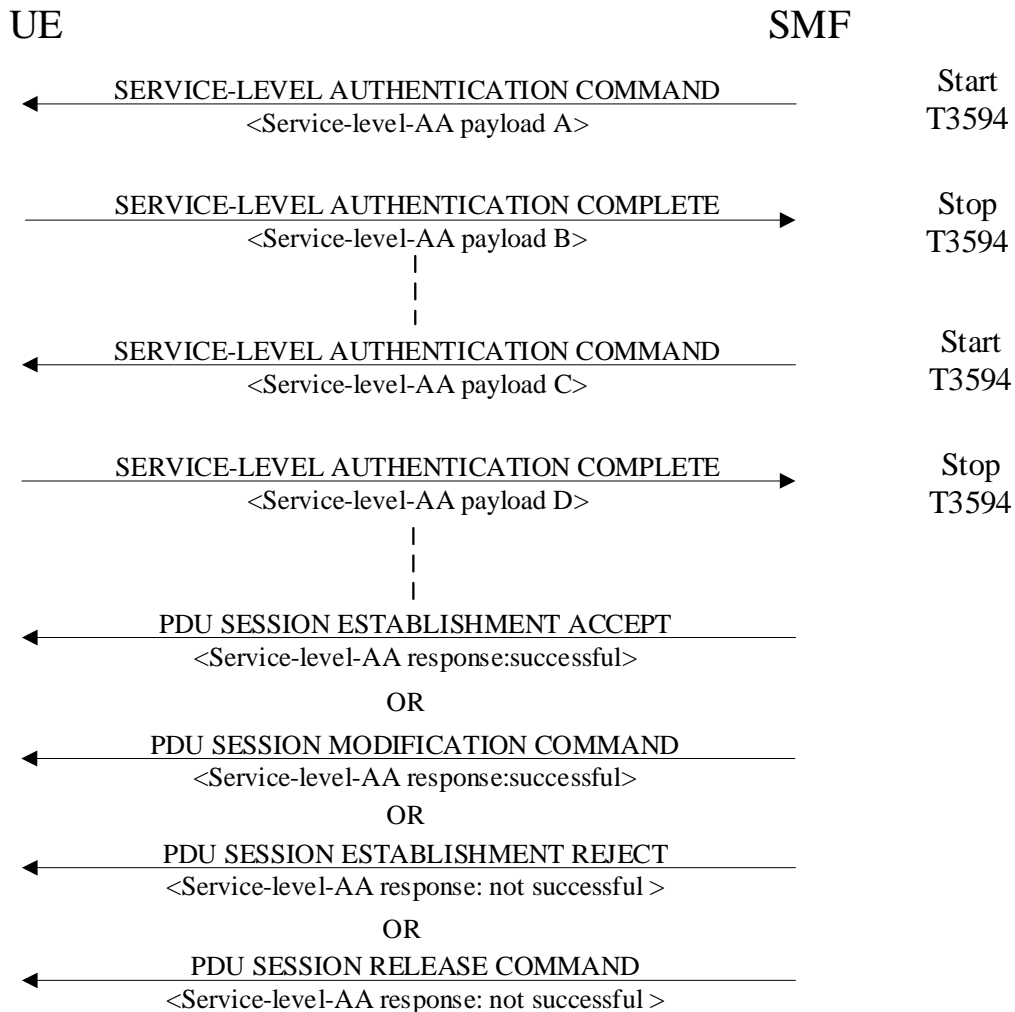 UE
SMF
SERVICE-LEVEL AUTHENTICATION COMMAND
<Service-level-AA payload A>
Start
T3594
SERVICE-LEVEL AUTHENTICATION COMPLETE
<Service-level-AA payload B>
Stop
T3594
SERVICE-LEVEL AUTHENTICATION COMMAND
<Service-level-AA payload C>
Start
T3594
SERVICE-LEVEL AUTHENTICATION COMPLETE
<Service-level-AA payload D>
Stop
T3594
PDU SESSION ESTABLISHMENT ACCEPT
<Service-level-AA response:successful>
OR
PDU SESSION MODIFICATION COMMAND
<Service-level-AA response:successful>
OR
PDU SESSION ESTABLISHMENT REJECT
<Service-level-AA response: not successful >
OR
PDU SESSION RELEASE COMMAND
<Service-level-AA response: not successful >